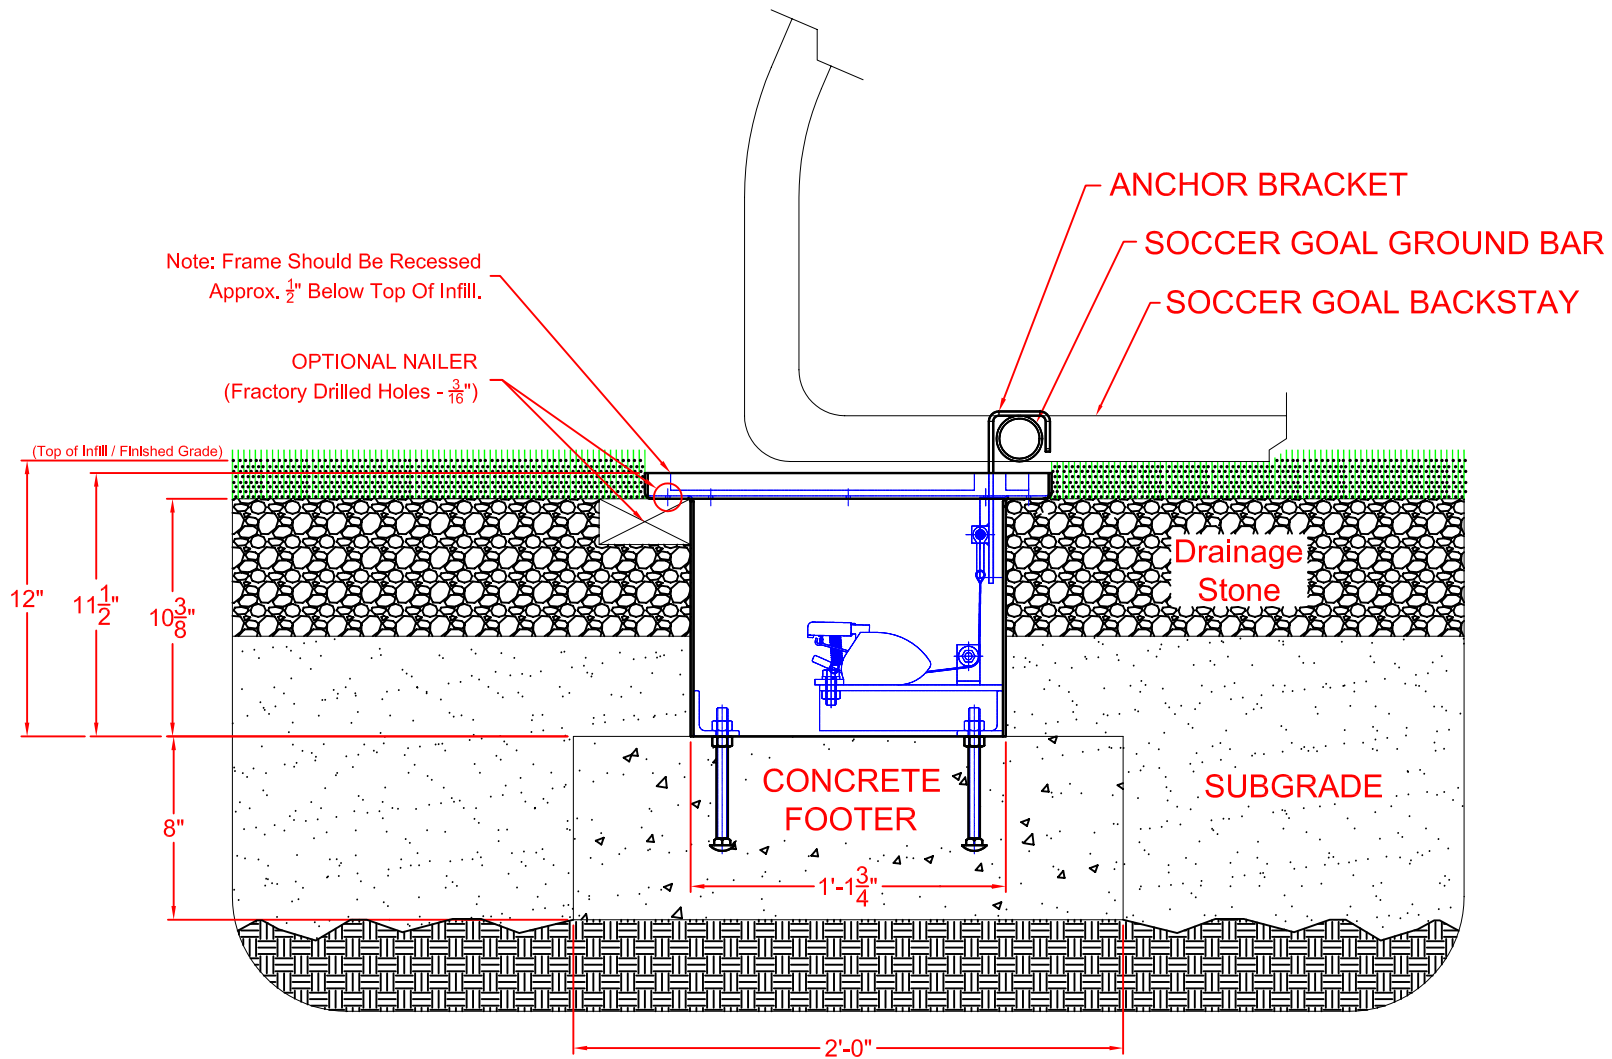 ANCHOR BRACKET
SOCCER GOAL GROUND BAR
SOCCER GOAL BACKSTAY
Note: Frame Should Be Recessed
Approx. 1/2" Below Top Of Infill.
OPTIONAL NAILER
(Fractory Drilled Holes - 3/16")
(Top of Infill / Finished Grade)
12"
11 1/2"
10 3/8"
8"
Drainage
Stone
CONCRETE
FOOTER
SUBGRADE
1'-1 3/4"
2'-0"